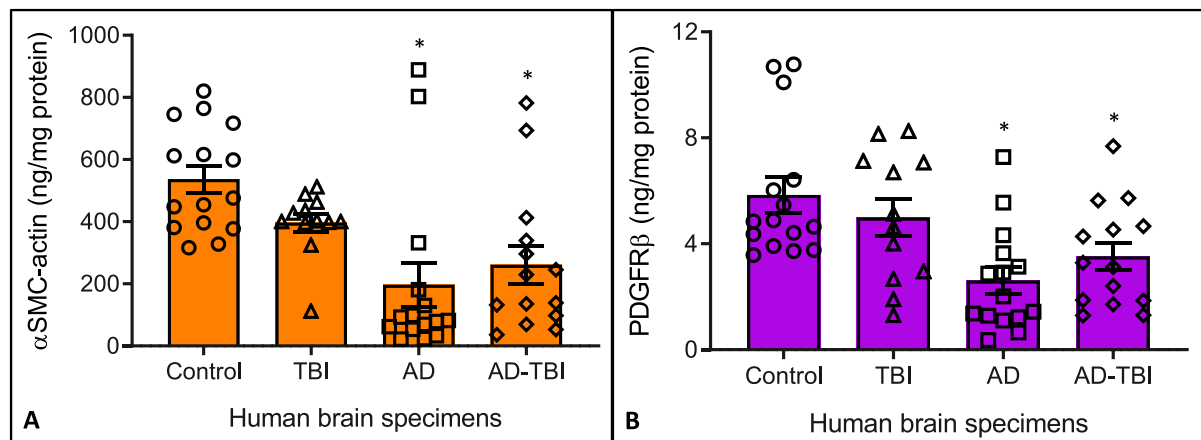 αSMC-actin (ng/mg protein)
1000
800
600
400
200
0
* *
Control TBI AD AD-TBI
Human brain specimens
A
PDGFRβ (ng/mg protein)
12
8
4
0
* *
Control TBI AD AD-TBI
Human brain specimens
B